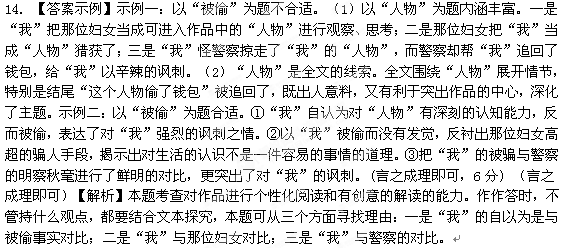 14. 【答案示例】示例一：以“被偷”为题不合适。（1）以“人物”为题内涵丰富。一是
“我”把那位妇女当成可进入作品中的“人物”进行观察、思考；二是那位妇女把“我”当
成“人物”猎获了；三是“我”怪警察掠走了“我”的“人物”，而警察却帮“我”追回了
钱包，给“我”以辛辣的讽刺。（2）“人物”是全文的线索。全文围绕“人物”展开情节，
特别是结尾“这个人物偷了钱包”被追回了，既出人意料，又有利于突出作品的中心，深化
了主题。示例二：以“被偷”为题合适。①“我”自认为对“人物”有深刻的认知能力，反
而被偷，表达了对“我”强烈的讽刺之情。②以“我”被偷而没有发觉，反衬出那位妇女高
超的骗人手段，揭示出对生活的认识不是一件容易的事情的道理。③把“我”的被骗与警察
的明察秋毫进行了鲜明的对比，更突出了对“我”的讽刺。(言之成理即可，6 分）（言之
成理即可）【解析】本题考查对作品进行个性化阅读和有创意的解读的能力。作作答时，不
管持什么观点，都要结合文本探究，本题可从三个方面寻找理由：一是“我”的自以为是与
被偷事实对比；二是“我”与那位妇女对比；三是“我”与警察的对比。